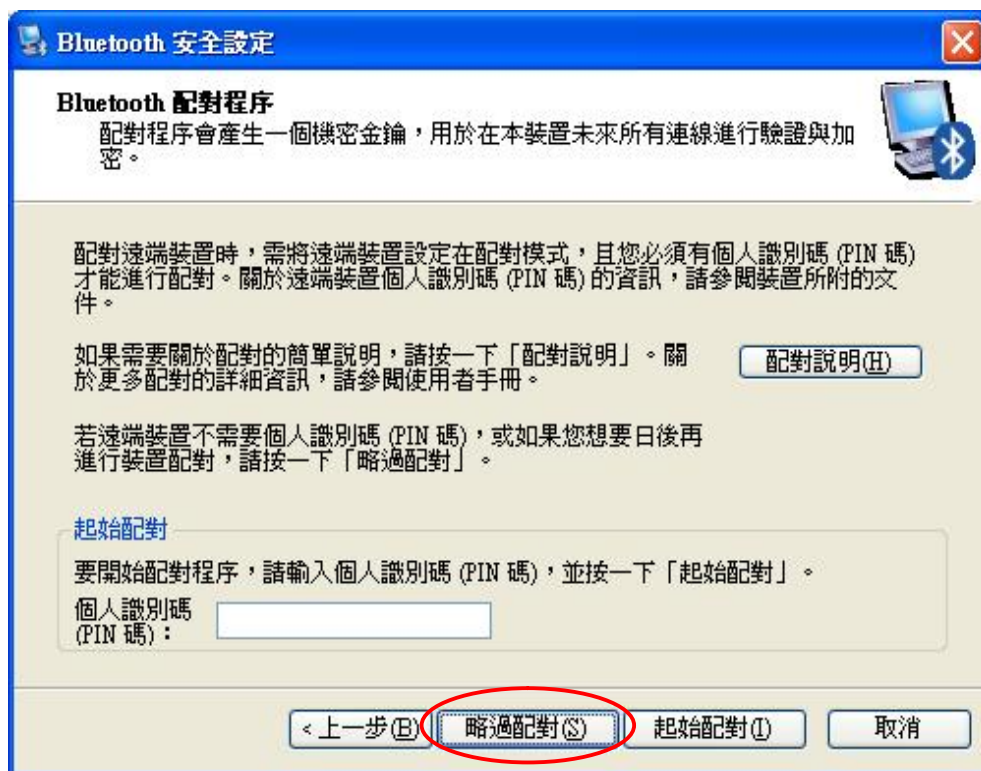 Bluetooth 安全設定
Bluetooth 配對程序
配對程序會產生一個機密金鑰，用於在本裝置未來所有連線進行驗證與加
密。
配對遠端裝置時，需將遠端裝置設定在配對模式，且您必須有個人識別碼 (PIN 碼)
才能進行配對。關於遠端裝置個人識別碼 (PIN 碼) 的資訊，請參閱裝置所附的文
件。
如果需要關於配對的簡單說明，請按一下「配對說明」。關
於更多配對的詳細資訊，請參閱使用者手冊。
配對說明(H)
若遠端裝置不需要個人識別碼 (PIN 碼)，或如果您想要日後再
進行裝置配對，請按一下「略過配對」。
起始配對
要開始配對程序，請輸入個人識別碼 (PIN 碼)，並按一下「起始配對」。
個人識別碼
(PIN 碼)：
<上一步(B) 略過配對(S) 起始配對(I) 取消